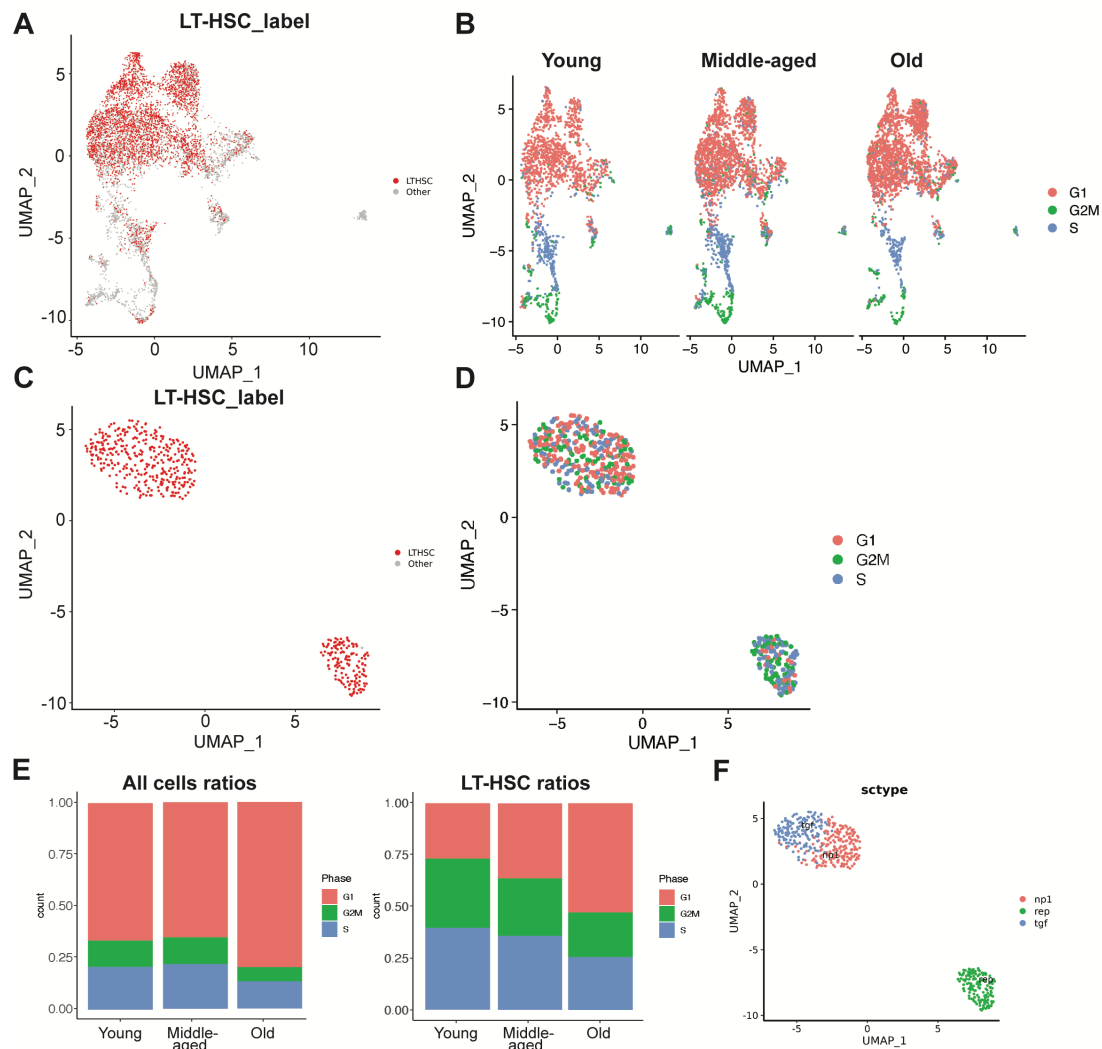 A
LT-HSC_label
UMAP_2
5
0
-5
-10
-5
0
5
10
UMAP_1
LTHSC
Other
B
Young
Middle-aged
Old
UMAP_2
5
0
−5
−10
−5
0
5
10
−5
0
5
10
−5
0
5
10
UMAP_1
G1
G2M
S
C
LT-HSC_label
UMAP_2
5
0
-5
-10
-5
0
5
UMAP_1
LTHSC
Other
D
UMAP_2
5
0
−5
−10
−5
0
5
UMAP_1
G1
G2M
S
E
All cells ratios
count
1.00
0.75
0.50
0.25
0.00
Young
Middle-
aged
Old
Phase
G1
G2M
S
LT-HSC ratios
count
1.00
0.75
0.50
0.25
0.00
Young
Middle-
aged
Old
Phase
G1
G2M
S
F
sctype
UMAP_2
5
0
-5
-10
-5
0
5
UMAP_1
tgf
np1
rep
np1
rep
tgf